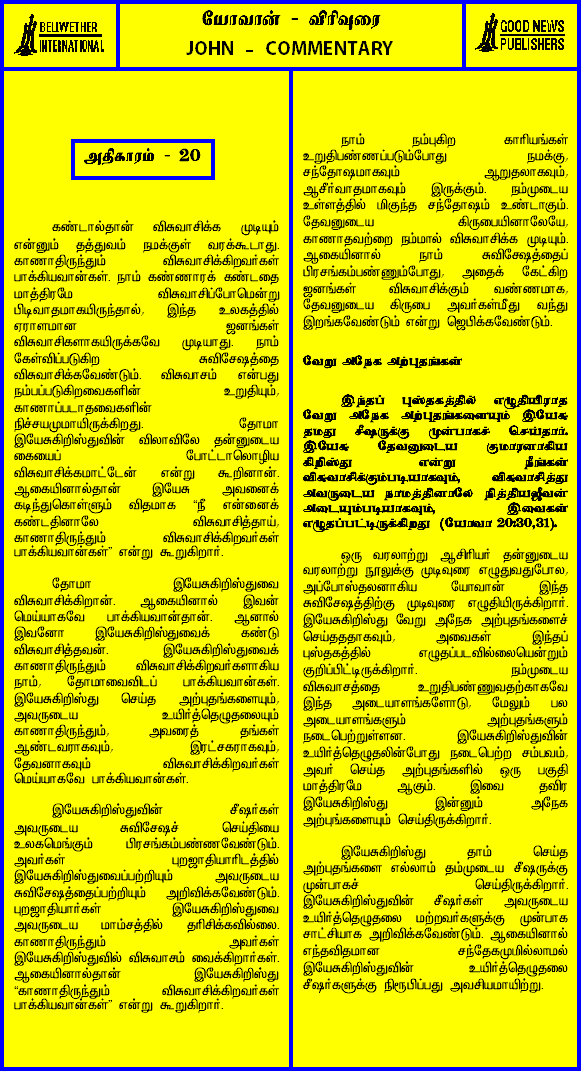 BELIWETHER
INTERNATIONAL
யோவான் - விரிவுரை
JOHN - COMMENTARY
GOOD NEWS
PUBLISHERS
அதிகாரம் - 20
கண்டால்தான் விசுவாசிக்க முடியும்
என்னும் தத்துவம் நமக்குள் வரக்கூடாது.
காணாதிருந்தும் விசுவாசிக்கிறவர்கள்
பாக்கியவான்கள். நாம் கண்ணாரக் கண்டதை
மாத்திரமே விசுவாசிப்போமென்று
பிடிவாதமாகயிருந்தால், இந்த உலகத்தில்
ஏராளமான ஜனங்கள்
விசுவாசிகளாகயிருக்கவே முடியாது. நாம்
கேள்விப்படுகிற சுவிசேஷத்தை
விசுவாசிக்கவேண்டும். விசுவாசம் என்பது
நம்பப்படுகிறவைகளின் உறுதியும்,
காணாப்படாதவைகளின்
நிச்சயமுமாயிருக்கிறது. தோமா
இயேசுகிறிஸ்துவின் விலாவிலே தன்னுடைய
கையைப் போட்டாலொழிய
விசுவாசிக்கமாட்டேன் என்று கூறினான்.
ஆகையினால்தான் இயேசு அவனைக்
கடிந்துகொள்ளும் விதமாக “நீ என்னைக்
கண்டதினாலே விசுவாசித்தாய்,
காணாதிருந்தும் விசுவாசிக்கிறவர்கள்
பாக்கியவான்கள்” என்று கூறுகிறார்.
தோமா இயேசுகிறிஸ்துவை
விசுவாசிக்கிறான். ஆகையினால் இவன்
மெய்யாகவே பாக்கியவான்தான். ஆனால்
இவனோ இயேசுகிறிஸ்துவைக் கண்டு
விசுவாசித்தவன். இயேசுகிறிஸ்துவைக்
காணாதிருந்தும் விசுவாசிக்கிறவர்களாகிய
நாம், தோமாவைவிடப் பாக்கியவான்கள்.
இயேசுகிறிஸ்து செய்த அற்புதங்களையும்,
அவருடைய உயிர்த்தெழுதலையும்
காணாதிருந்தும், அவரைத் தங்கள்
ஆண்டவராகவும், இரட்சகராகவும்,
தேவனாகவும் விசுவாசிக்கிறவர்கள்
மெய்யாகவே பாக்கியவான்கள்.
இயேசுகிறிஸ்துவின் சீஷர்கள்
அவருடைய சுவிசேஷச் செய்தியை
உலகமெங்கும் பிரசங்கம்பண்ணவேண்டும்.
அவர்கள் புறஜாதியாரிடத்தில்
இயேசுகிறிஸ்துவைப்பற்றியும் அவருடைய
சுவிசேஷத்தைப்பற்றியும் அறிவிக்கவேண்டும்.
புறஜாதியார்கள் இயேசுகிறிஸ்துவை
அவருடைய மாம்சத்தில் தரிசிக்கவில்லை.
காணாதிருந்தும் அவர்கள்
இயேசுகிறிஸ்துவில் விசுவாசம் வைக்கிறார்கள்.
ஆகையினால்தான் இயேசுகிறிஸ்து
“காணாதிருந்தும் விசுவாசிக்கிறவர்கள்
பாக்கியவான்கள்” என்று கூறுகிறார்.
நாம் நம்புகிற காரியங்கள்
உறுதிபண்ணப்படும்போது நமக்கு,
சந்தோஷமாகவும் ஆறுதலாகவும்,
ஆசீர்வாதமாகவும் இருக்கும். நம்முடைய
உள்ளத்தில் மிகுந்த சந்தோஷம் உண்டாகும்.
தேவனுடைய கிருபையினாலேயே,
காணாதவற்றை நம்மால் விசுவாசிக்க முடியும்.
ஆகையினால் நாம் சுவிசேஷத்தைப்
பிரசங்கம்பண்ணும்போது, அதைக் கேட்கிற
ஜனங்கள் விசுவாசிக்கும் வண்ணமாக,
தேவனுடைய கிருபை அவர்கள்மீது வந்து
இறங்கவேண்டும் என்று ஜெபிக்கவேண்டும்.
வேறு அநேக அற்புதங்கள்
இந்தப் புஸ்தகத்தில் எழுதியிராத
வேறு அநேக அற்புதங்களையும் இயேசு
தமது சீஷருக்கு முன்பாகச் செய்தார்.
இயேசு தேவனுடைய குமாரனாகிய
கிறிஸ்து என்று நீங்கள்
விசுவாசிக்கும்படியாகவும், விசுவாசித்து
அவருடைய நாமத்தினாலே நித்தியஜீவன்
அடையும்படியாகவும், இவைகள்
எழுதப்பட்டிருக்கிறது (யோவா 20:30,31).
ஒரு வரலாற்று ஆசிரியர் தன்னுடைய
வரலாற்று நூலுக்கு முடிவுரை எழுதுவதுபோல,
அப்போஸ்தலனாகிய யோவான் இந்த
சுவிசேஷத்திற்கு முடிவுரை எழுதியிருக்கிறார்.
இயேசுகிறிஸ்து வேறு அநேக அற்புதங்களைச்
செய்ததாகவும், அவைகள் இந்தப்
புஸ்தகத்தில் எழுதப்படவில்லையென்றும்
குறிப்பிட்டிருக்கிறார். நம்முடைய
விசுவாசத்தை உறுதிபண்ணுவதற்காகவே
இந்த அடையாளங்களோடு, மேலும் பல
அடையாளங்களும் அற்புதங்களும்
நடைபெற்றுள்ளன. இயேசுகிறிஸ்துவின்
உயிர்த்தெழுதலின்போது நடைபெற்ற சம்பவம்,
அவர் செய்த அற்புதங்களில் ஒரு பகுதி
மாத்திரமே ஆகும். இவை தவிர
இயேசுகிறிஸ்து இன்னும் அநேக
அற்புங்களையும் செய்திருக்கிறார்.
இயேசுகிறிஸ்து தாம் செய்த
அற்புதங்களை எல்லாம் தம்முடைய சீஷருக்கு
முன்பாகச் செய்திருக்கிறார்.
இயேசுகிறிஸ்துவின் சீஷர்கள் அவருடைய
உயிர்த்தெழுதலை மற்றவர்களுக்கு முன்பாக
சாட்சியாக அறிவிக்கவேண்டும். ஆகையினால்
எந்தவிதமான சந்தேகமுமில்லாமல்
இயேசுகிறிஸ்துவின் உயிர்த்தெழுதலை
சீஷர்களுக்கு நிரூபிப்பது அவசியமாயிற்று.